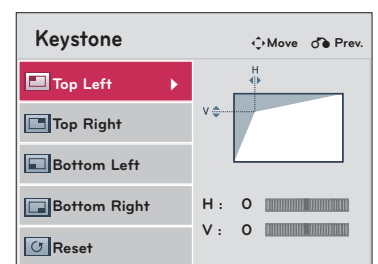 Keystone
Move Prev.
Top Left
Top Right
Bottom Left
Bottom Right
Reset
H
V
H : 0
V : 0